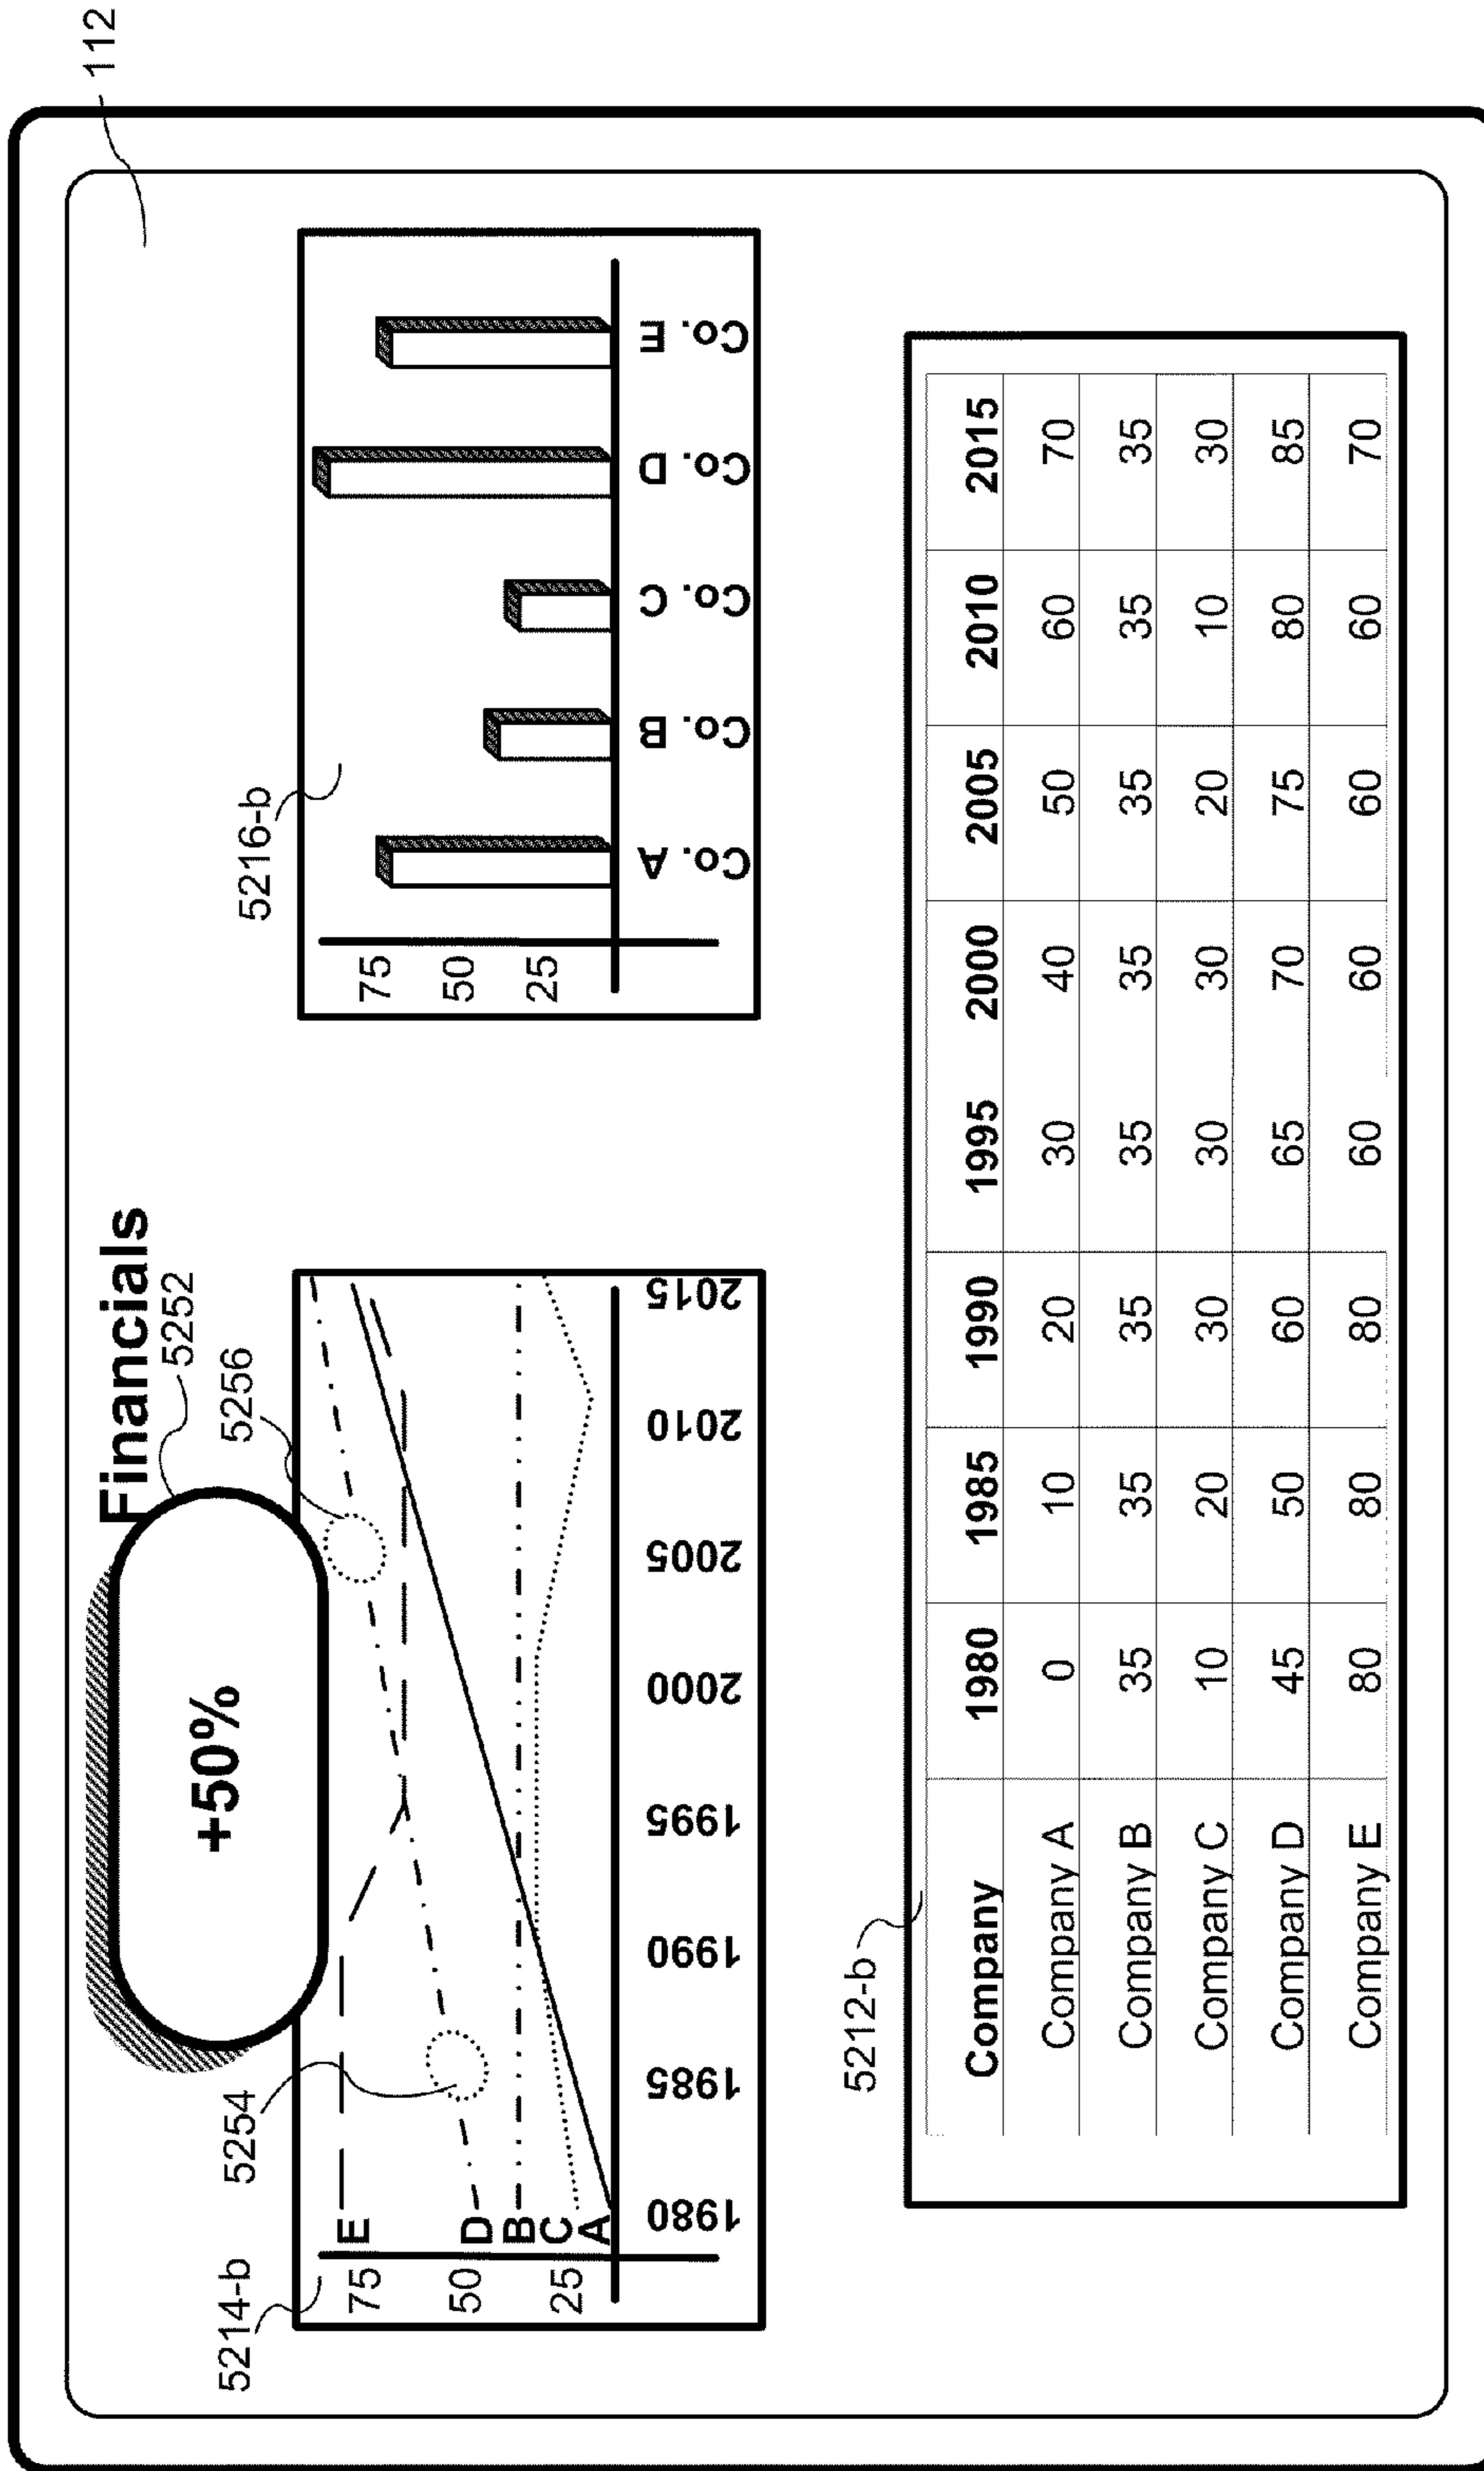 112
Financials
5252
+50%
5256
5254
5214-b
75
50
25
E
D
B
C
A
1980
1985
1990
1995
2000
2005
2010
2015
5216-b
75
50
25
Co. A
Co. B
Co. C
Co. D
Co. E
5212-b
Company 1980 1985 1990 1995 2000 2005 2010 2015
Company A 0 10 20 30 40 50 60 70
Company B 35 35 35 35 35 35 35 35
Company C 10 20 30 30 30 20 10 30
Company D 45 50 60 65 70 75 80 85
Company E 80 80 80 60 60 60 60 70